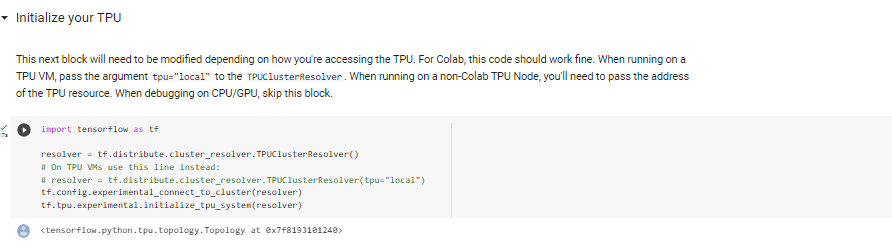 Initialize your TPU
This next block will need to be modified depending on how you're accessing the TPU. For Colab, this code should work fine. When running on a
TPU VM, pass the argument tpu="local" to the TPUClusterResolver. When running on a non-Colab TPU Node, you'll need to pass the address
of the TPU resource. When debugging on CPU/GPU, skip this block.
import tensorflow as tf
resolver = tf.distribute.cluster_resolver.TPUClusterResolver()
# On TPU VMs use this line instead:
# resolver = tf.distribute.cluster_resolver.TPUClusterResolver(tpu="local")
tf.config.experimental_connect_to_cluster(resolver)
tf.tpu.experimental.initialize_tpu_system(resolver)
<tensorflow.python.tpu.topology.Topology at 0x7f8193101240>